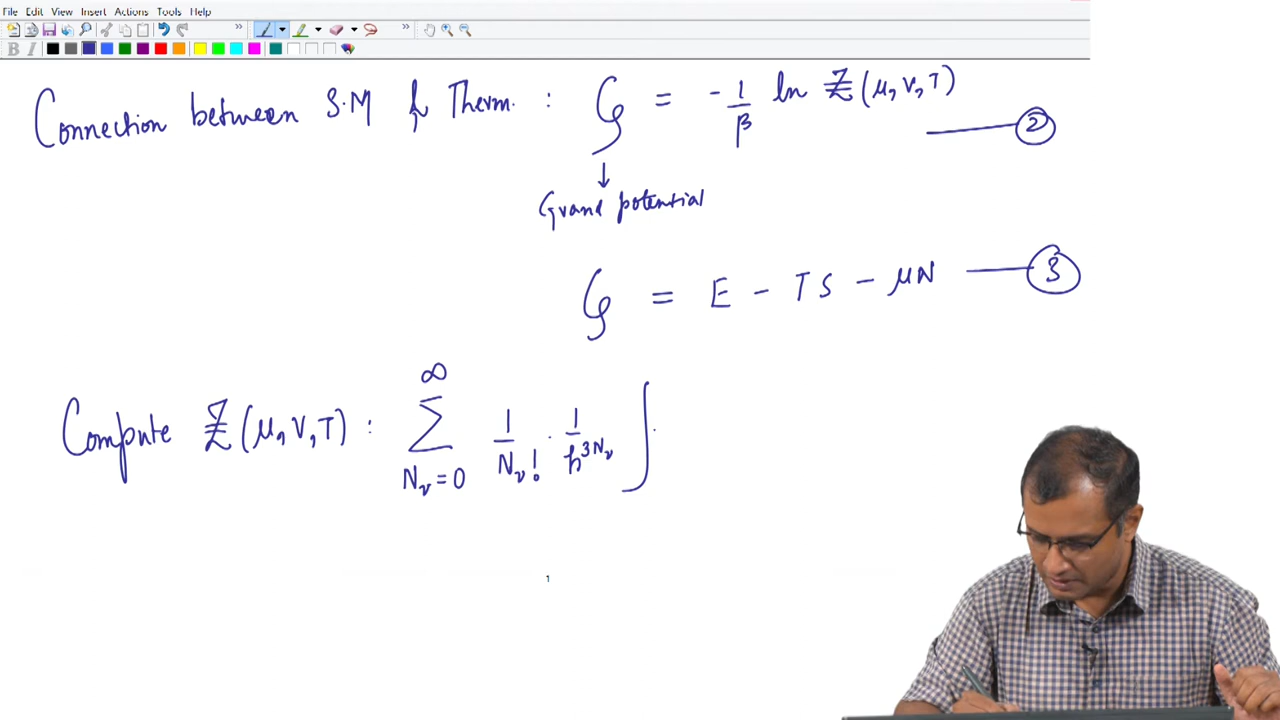 File Edit View Insert Actions Tools Help
Connection between S.M & Therm. : G = - 1/β ln Z (μ, V, T) ——— ②
↓
Grand potential
G = E - TS - μN ——— ③
Compute Z (μ, V, T) : ∑_{N_ν=0}^{∞} 1/N_ν! · 1/h^{3N_ν} ∫
1